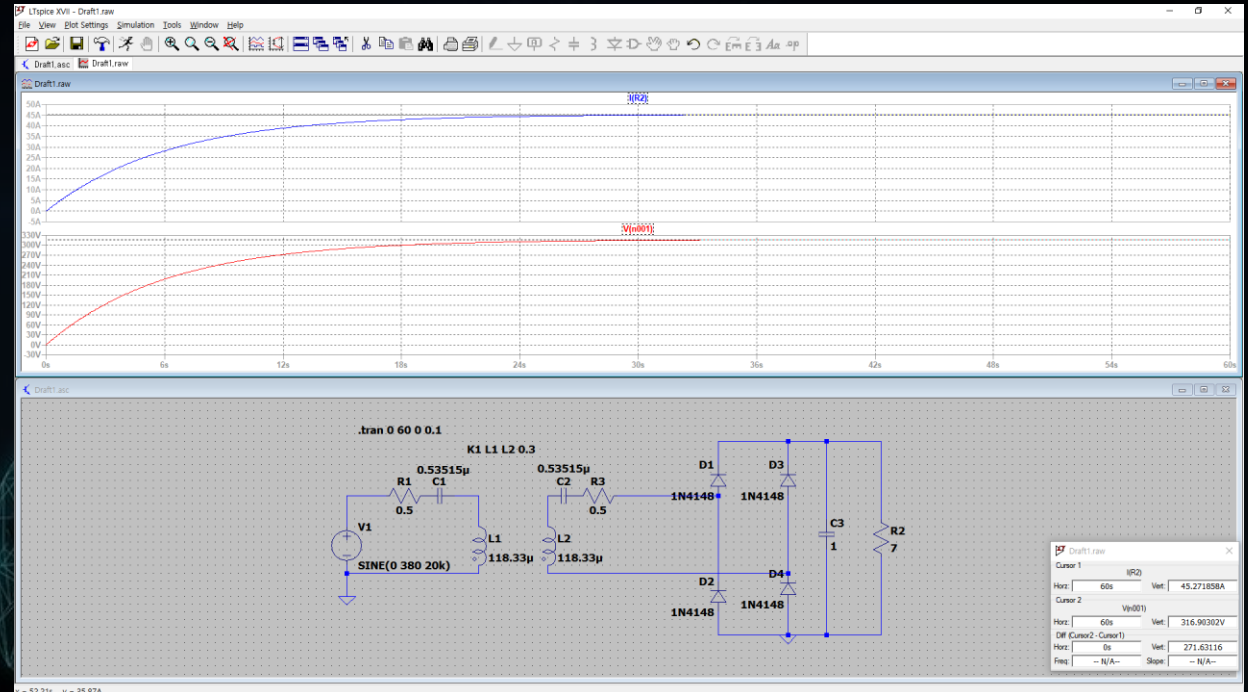 LTspice XVII - Draft1.raw
File View Plot Settings Simulation Tools Window Help
Draft1.asc Draft1.raw
Draft1.raw
I(R2)
50A
45A
40A
35A
30A
25A
20A
15A
10A
5A
0A
-5A
V(n001)
330V
300V
270V
240V
210V
180V
150V
120V
90V
60V
30V
0V
-30V
0s 6s 12s 18s 24s 30s 36s 42s 48s 54s 60s
Draft1.asc
.tran 0 60 0 0.1
K1 L1 L2 0.3
0.53515µ 0.53515µ
R1 C1 C2 R3
0.5 0.5
D1 D3
1N4148 1N4148
V1
L1 L2
118.33µ 118.33µ
SINE(0 380 20k)
C3
1
R2
7
D2 D4
1N4148 1N4148
Draft1.raw
Cursor 1
I(R2)
Horz: 60s Vert: 45.271858A
Cursor 2
V(n001)
Horz: 60s Vert: 316.90302V
Diff (Cursor2 - Cursor1)
Horz: 0s Vert: 271.63116
Freq: -- N/A-- Slope: -- N/A--